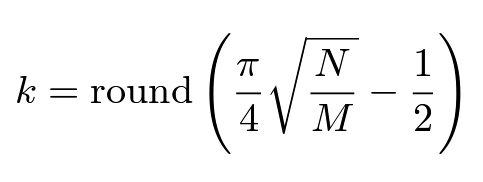 k = round(π/4 √(N/M) − 1/2)